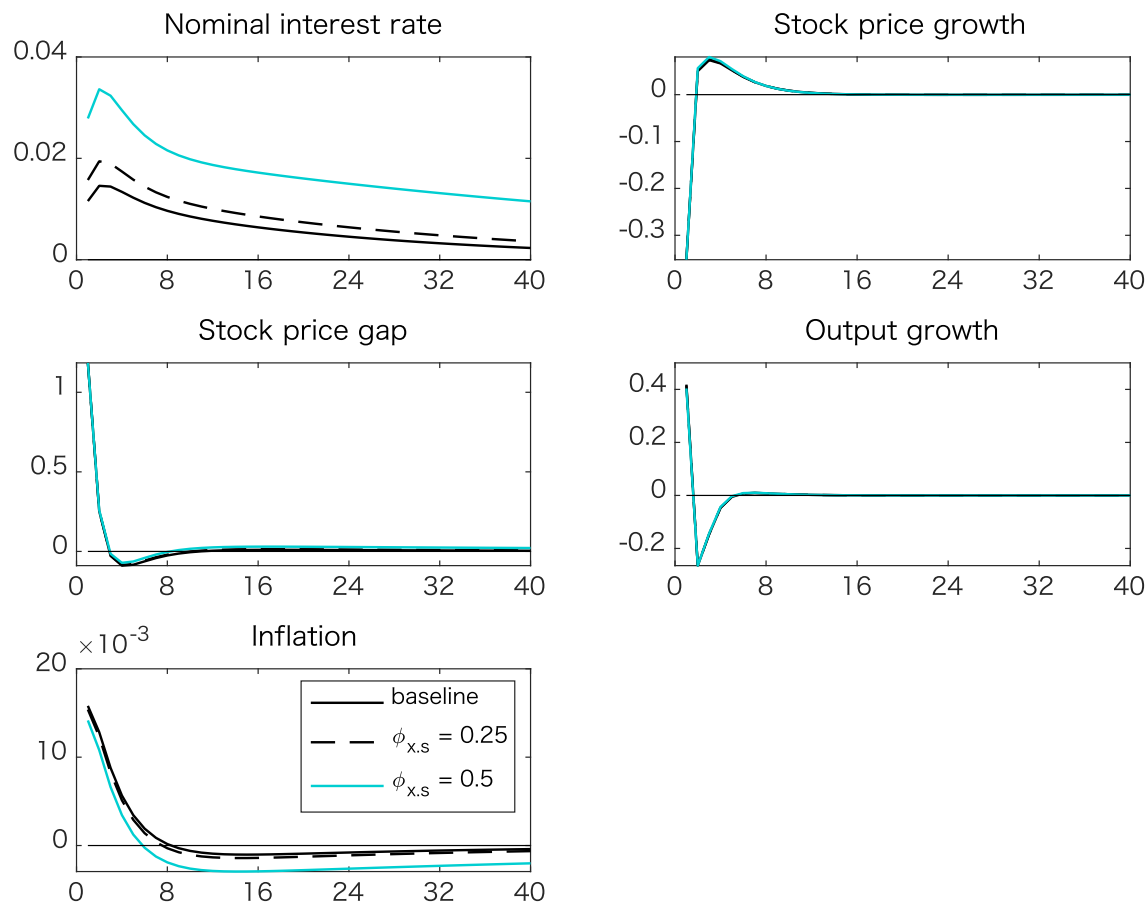 Nominal interest rate
0.04
0.02
0
0 8 16 24 32 40
Stock price growth
0
-0.1
-0.2
-0.3
0 8 16 24 32 40
Stock price gap
1
0.5
0
0 8 16 24 32 40
Output growth
0.4
0.2
0
-0.2
0 8 16 24 32 40
Inflation
×10⁻³
20
10
0
0 8 16 24 32 40
baseline
ϕx.s = 0.25
ϕx.s = 0.5